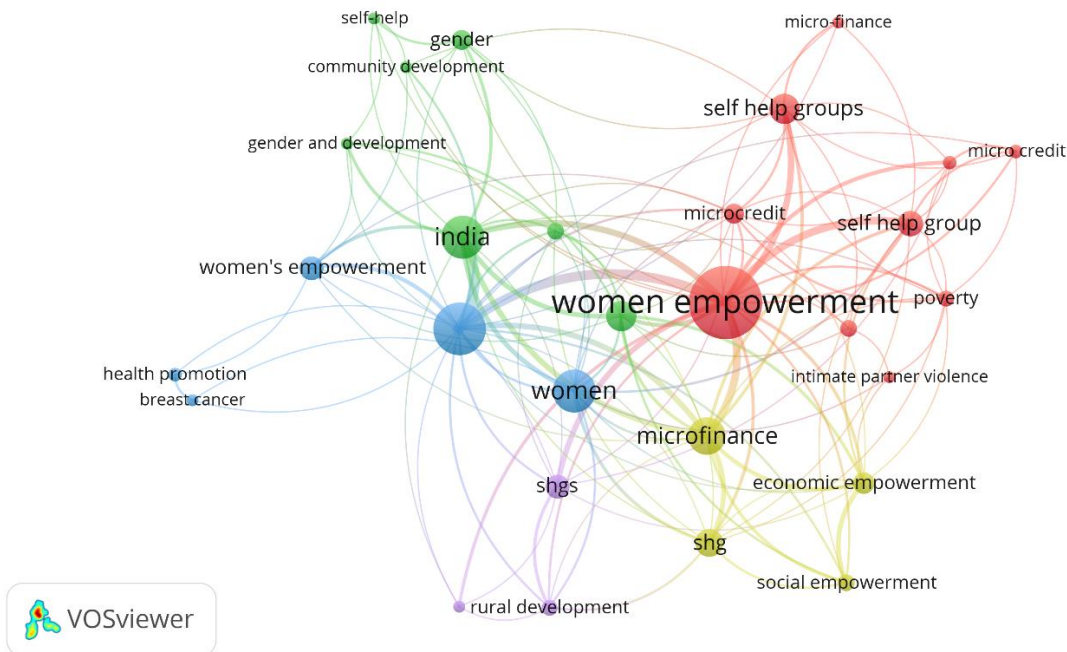 self-help
micro-finance
gender
community development
self help groups
gender and development
micro credit
microcredit
self help group
india
women's empowerment
women empowerment
poverty
health promotion
intimate partner violence
women
breast cancer
microfinance
shgs
economic empowerment
shg
social empowerment
rural development
VOSviewer